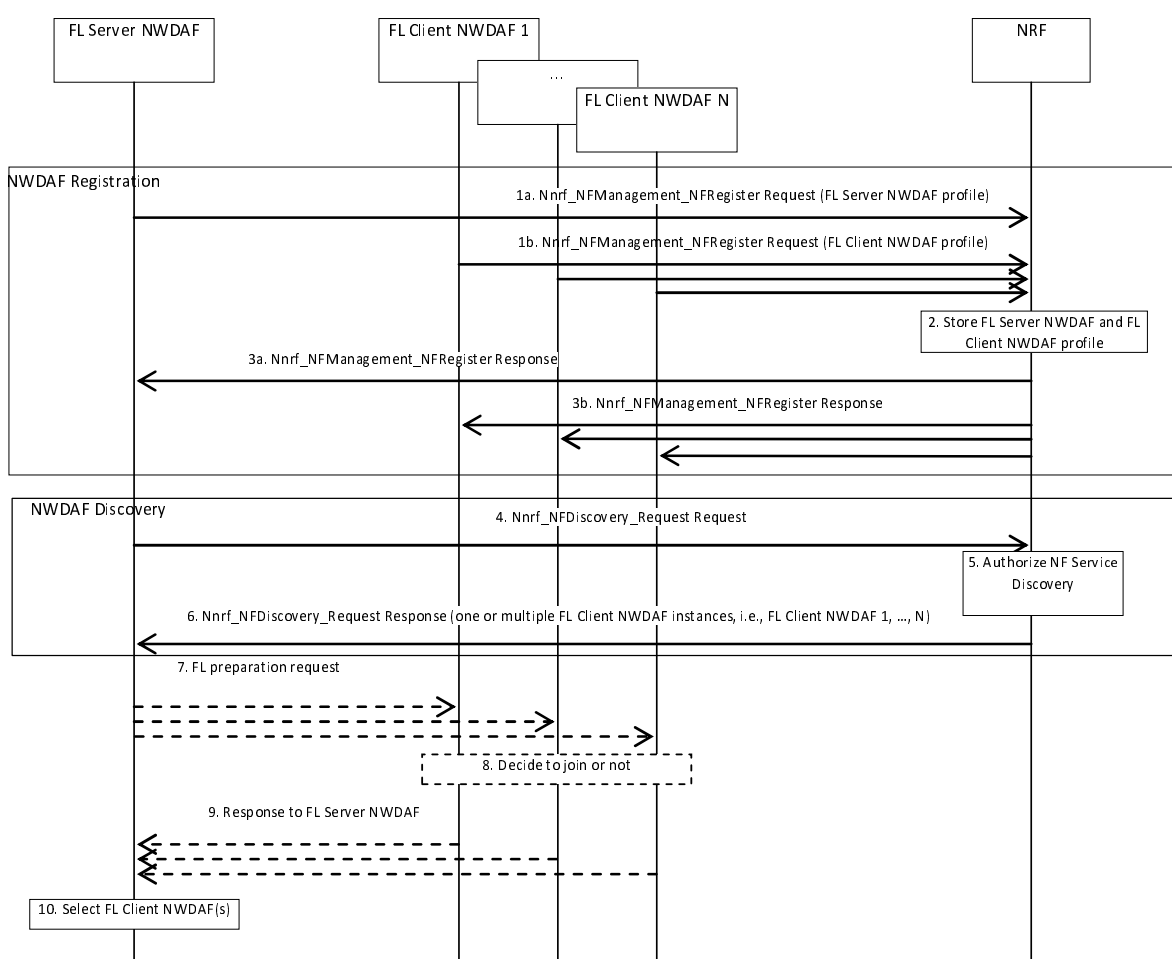 FL Server NWDAF
FL Client NWDAF 1
NRF
...
FL Client NWDAF N
NWDAF Registration
1a. Nnrf_NFManagement_NFRegister Request (FL Server NWDAF profile)
1b. Nnrf_NFManagement_NFRegister Request (FL Client NWDAF profile)
2. Store FL Server NWDAF and FL
Client NWDAF profile
3a. Nnrf_NFManagement_NFRegister Response
3b. Nnrf_NFManagement_NFRegister Response
NWDAF Discovery
4. Nnrf_NFDiscovery_Request Request
5. Authorize NF Service
Discovery
6. Nnrf_NFDiscovery_Request Response (one or multiple FL Client NWDAF instances, i.e., FL Client NWDAF 1, ..., N)
7. FL preparation request
8. Decide to join or not
9. Response to FL Server NWDAF
10. Select FL Client NWDAF(s)